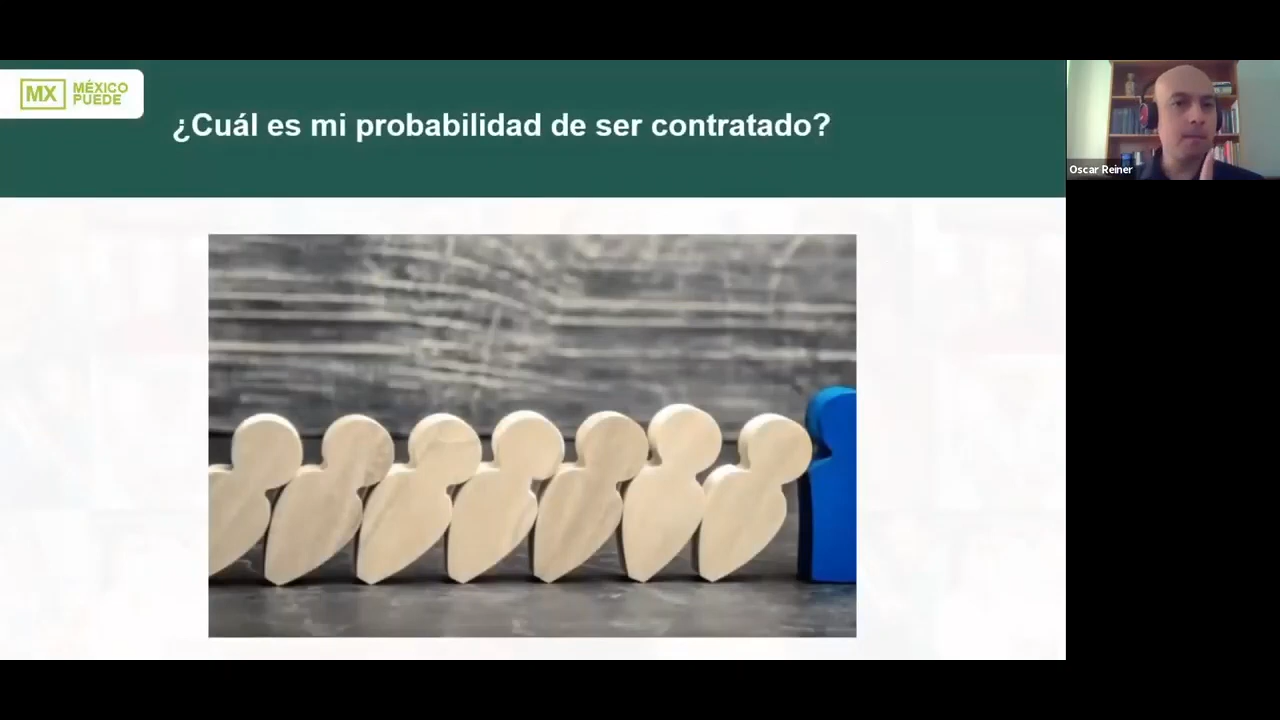 MX MÉXICO
PUEDE
¿Cuál es mi probabilidad de ser contratado?
Oscar Reiner